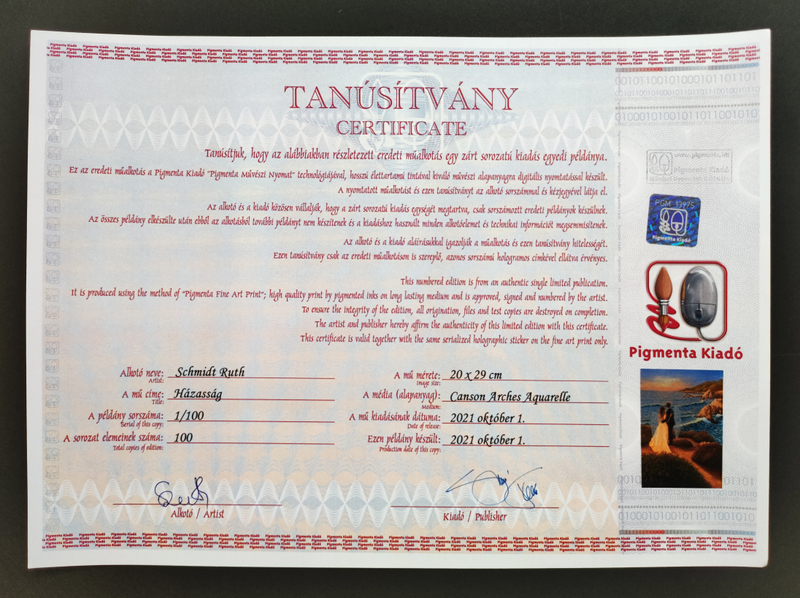 TANÚSÍTVÁNY
CERTIFICATE
Tanúsítjuk, hogy az alábbiakban részletezett eredeti műalkotás egy zárt sorozatú kiadás egyedi példánya.
Ez az eredeti műalkotás a Pigmenta Kiadó "Pigmenta Művészi Nyomat" technológiájával, hosszú élettartamú tintával kiváló művészi alapanyagra digitális nyomtatással készült.
A nyomtatott műalkotást és ezen tanúsítványt az alkotó sorszámmal és kézjegyével látja el.
Az alkotó és a kiadó közösen vállalják, hogy a zárt sorozatú kiadás egységét megtartva, csak sorszámozott eredeti példányok készülnek.
Az összes példány elkészülte után ebből az alkotásból további példányt nem készítenek és a kiadáshoz használt minden alkotóelemet és technikai információt megsemmisítenek.
Az alkotó és a kiadó aláírásukkal igazolják a műalkotás és ezen tanúsítvány hitelességét.
Ezen tanúsítvány csak az eredeti műalkotáson is szereplő, azonos sorszámú hologramos címkével ellátva érvényes.
This numbered edition is from an authentic single limited publication.
It is produced using the method of "Pigmenta Fine Art Print"; high quality print by pigmented inks on long lasting medium and is approved, signed and numbered by the artist.
To ensure the integrity of the edition, all origination, files and test copies are destroyed on completion.
The artist and publisher hereby affirm the authenticity of this limited edition with this certificate.
This certificate is valid together with the same serialized holographic sticker on the fine art print only.
Alkotó neve: Schmidt Ruth
Artist:
A mű címe: Házasság
Title:
A példány sorszáma: 1/100
Serial of this copy:
A sorozat elemeinek száma: 100
Total copies of edition:
A mű mérete: 20 x 29 cm
Image size:
A média (alapanyag): Canson Arches Aquarelle
Medium:
A mű kiadásának dátuma: 2021 október 1.
Date of release:
Ezen példány készült: 2021 október 1.
Production date of this copy:
Alkotó / Artist
Kiadó / Publisher
www.pigmenta.int
Pigmenta Kiadó
PGM 13975
Pigmenta Kiadó
Pigmenta Kiadó